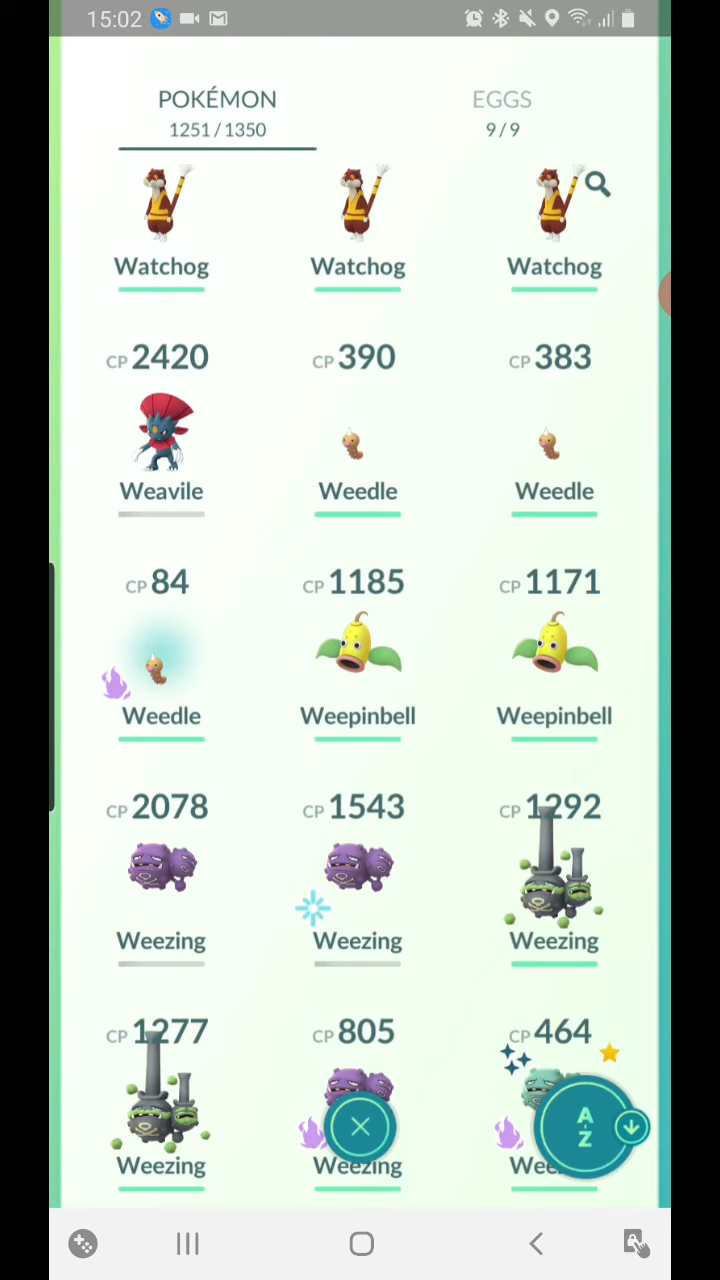 15:02
POKÉMON EGGS
1251 / 1350 9 / 9
Watchog Watchog Watchog
CP 2420 CP 390 CP 383
Weavile Weedle Weedle
CP 84 CP 1185 CP 1171
Weedle Weepinbell Weepinbell
CP 2078 CP 1543 CP 1292
Weezing Weezing Weezing
CP 1277 CP 805 CP 464
A
Z
Weezing Weezing